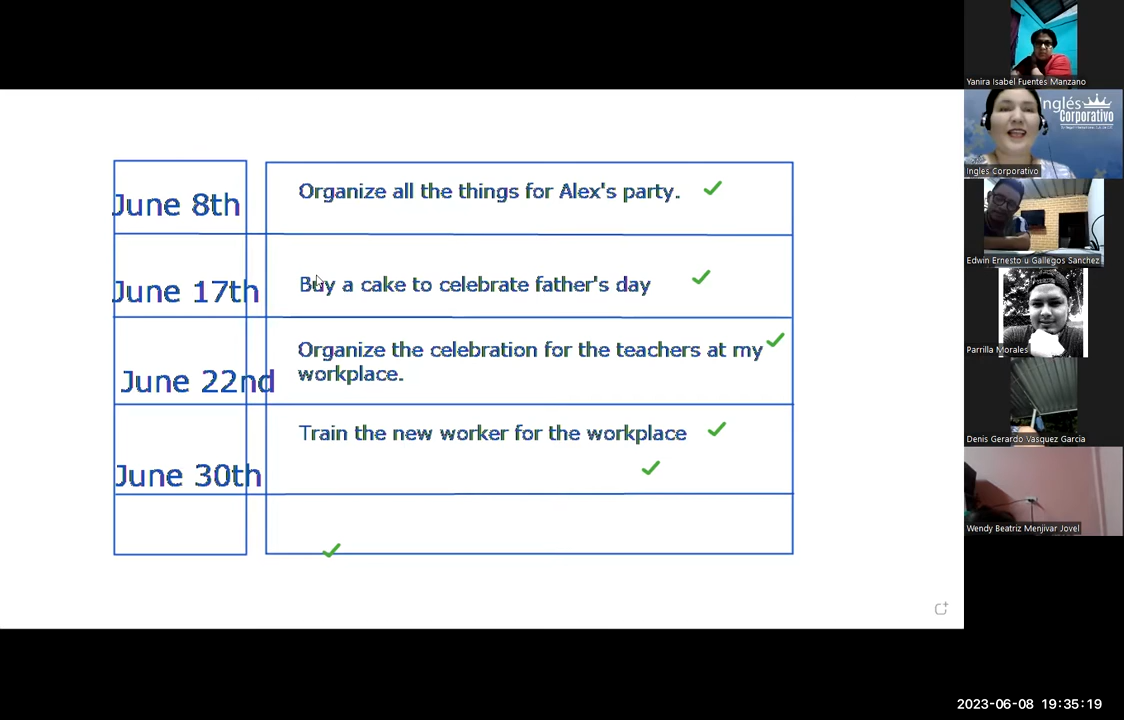 Yanira Isabel Fuentes Manzano
Inglés
Corporativo
Ingles Corporativo
Edwin Ernesto u Gallegos Sanchez
Parrilla Morales
Denis Gerardo Vasquez Garcia
Wendy Beatriz Menjivar Jovel
June 8th
Organize all the things for Alex's party.
June 17th
Buy a cake to celebrate father's day
June 22nd
Organize the celebration for the teachers at my
workplace.
June 30th
Train the new worker for the workplace
2023-06-08 19:35:19